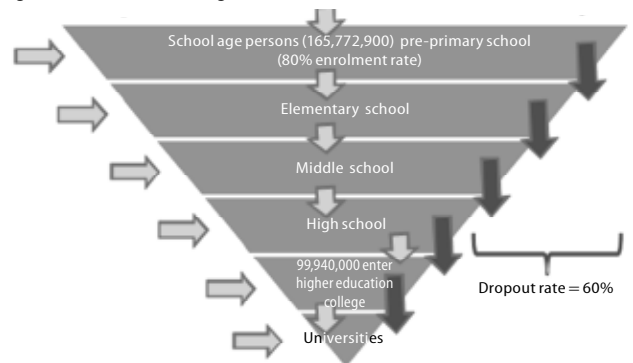 School age persons (165,772,900) pre-primary school
(80% enrolment rate)
Elementary school
Middle school
High school
99,940,000 enter
higher education
college
Universities
Dropout rate = 60%